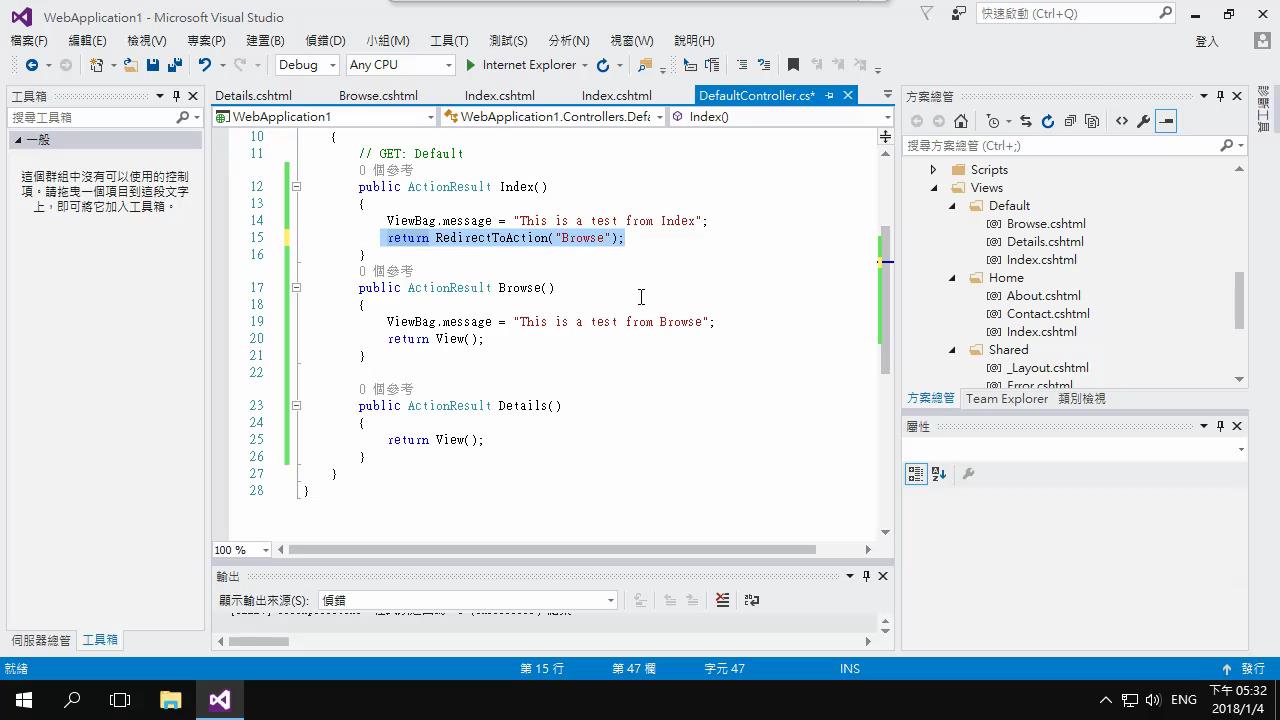 WebApplication1 - Microsoft Visual Studio
快速啟動 (Ctrl+Q)
檔案(F) 編輯(E) 檢視(V) 專案(P) 建置(B) 偵錯(D) 小組(M) 工具(T) 測試(S) 分析(N) 視窗(W) 說明(H)
登入
Debug Any CPU Internet Explorer
工具箱
搜尋工具箱
一般
這個群組中沒有可以使用的控制
項。請拖曳一個項目到這段文字
上，即可將它加入工具箱。
伺服器總管 工具箱
Details.cshtml Browse.cshtml Index.cshtml Index.cshtml DefaultController.cs*
WebApplication1 WebApplication1.Controllers.Defa Index()
10 {
11 // GET: Default
0 個參考
12 public ActionResult Index()
13 {
14 ViewBag.message = "This is a test from Index";
15 return RedirectToAction("Browse");
16 }
0 個參考
17 public ActionResult Browse()
18 {
19 ViewBag.message = "This is a test from Browse";
20 return View();
21 }
22
0 個參考
23 public ActionResult Details()
24 {
25 return View();
26 }
27 }
28 }
100 %
輸出
顯示輸出來源(S): 偵錯
方案總管
搜尋方案總管 (Ctrl+;)
Scripts
Views
Default
Browse.cshtml
Details.cshtml
Index.cshtml
Home
About.cshtml
Contact.cshtml
Index.cshtml
Shared
_Layout.cshtml
Error.cshtml
方案總管 Team Explorer 類別檢視
屬性
就緒 第 15 行 第 47 欄 字元 47 INS 發行
ENG
下午 05:32
2018/1/4